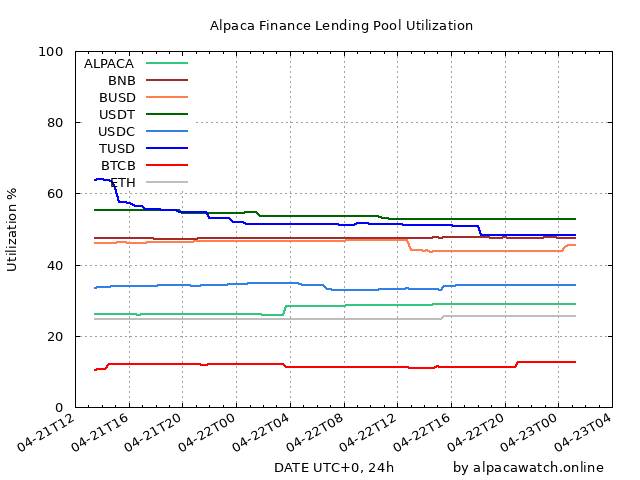 Alpaca Finance Lending Pool Utilization
100
80
60
40
20
0
Utilization %
ALPACA
BNB
BUSD
USDT
USDC
TUSD
BTCB
ETH
04-21T12
04-21T16
04-21T20
04-22T00
04-22T04
04-22T08
04-22T12
04-22T16
04-22T20
04-23T00
04-23T04
DATE UTC+0, 24h
by alpacawatch.online